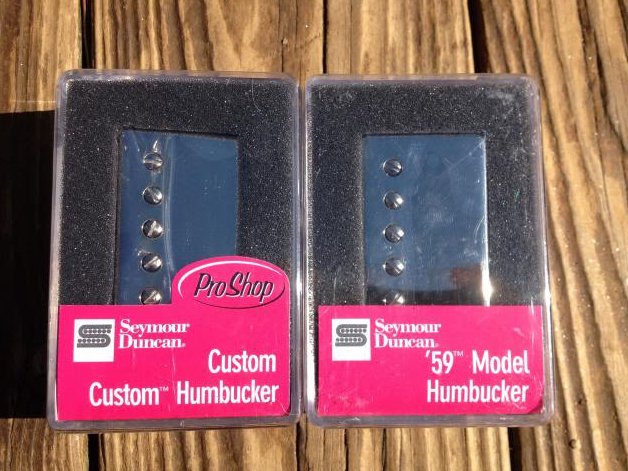 ProShop
Seymour
Duncan®
Custom
Custom™ Humbucker
Seymour
Duncan®
'59™ Model
Humbucker